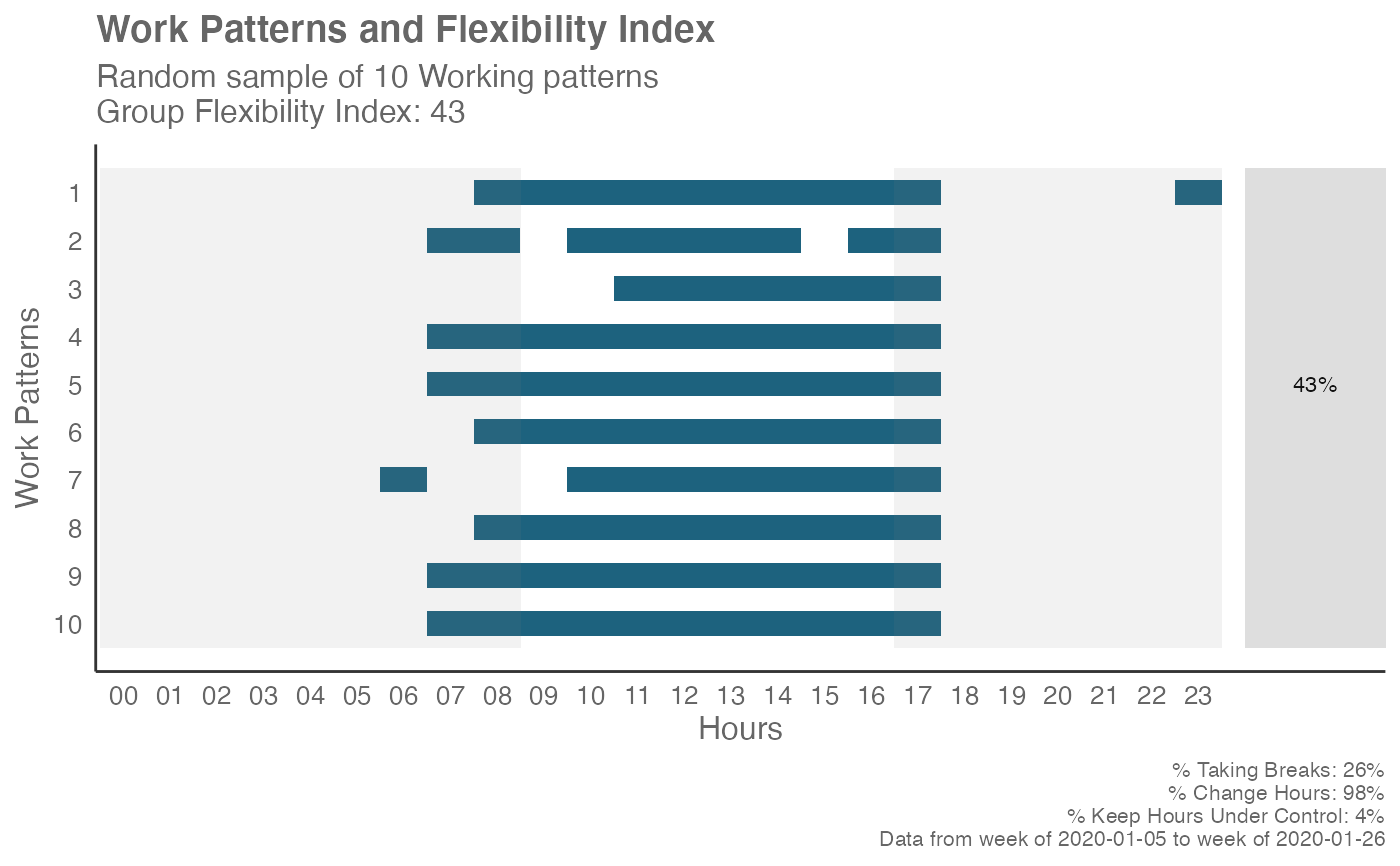 Work Patterns and Flexibility Index
Random sample of 10 Working patterns
Group Flexibility Index: 43
Work Patterns
1
2
3
4
5
6
7
8
9
10
43%
00 01 02 03 04 05 06 07 08 09 10 11 12 13 14 15 16 17 18 19 20 21 22 23
Hours
% Taking Breaks: 26%
% Change Hours: 98%
% Keep Hours Under Control: 4%
Data from week of 2020-01-05 to week of 2020-01-26